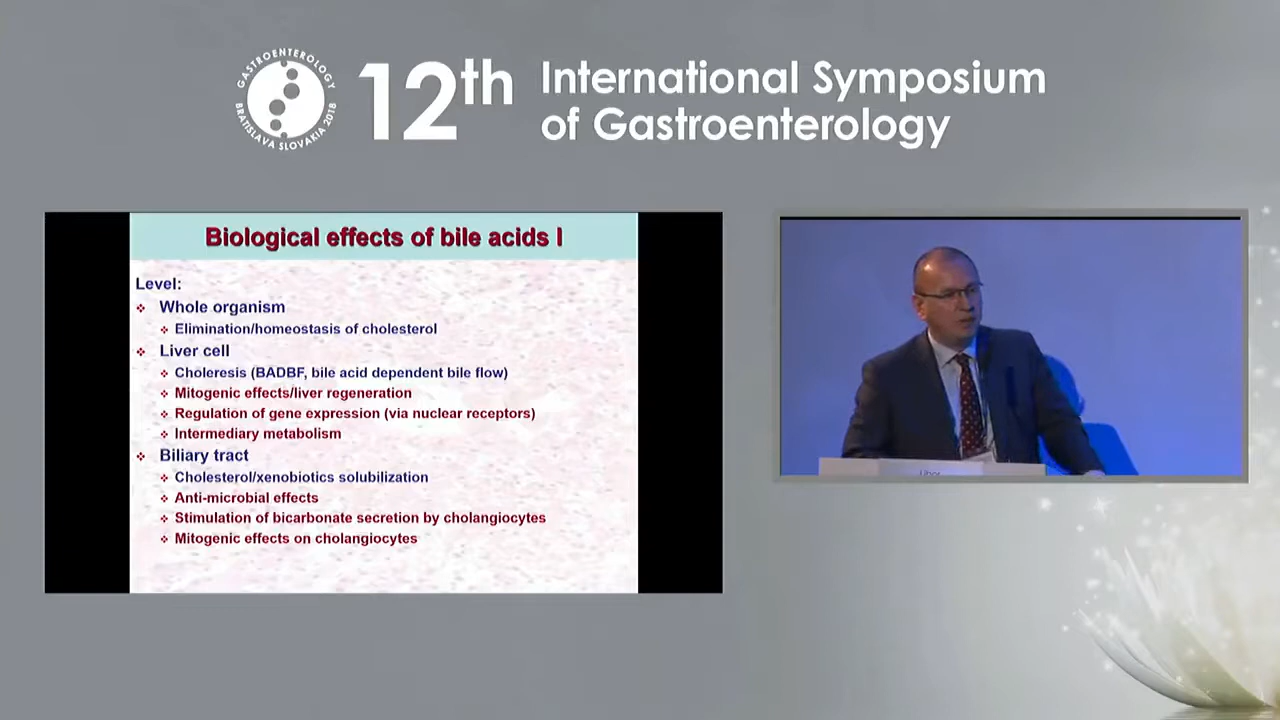 GASTROENTEROLOGY
BRATISLAVA SLOVAKIA 2018
12th
International Symposium
of Gastroenterology
Biological effects of bile acids I
Level:
Whole organism
Elimination/homeostasis of cholesterol
Liver cell
Choleresis (BADBF, bile acid dependent bile flow)
Mitogenic effects/liver regeneration
Regulation of gene expression (via nuclear receptors)
Intermediary metabolism
Biliary tract
Cholesterol/xenobiotics solubilization
Anti-microbial effects
Stimulation of bicarbonate secretion by cholangiocytes
Mitogenic effects on cholangiocytes